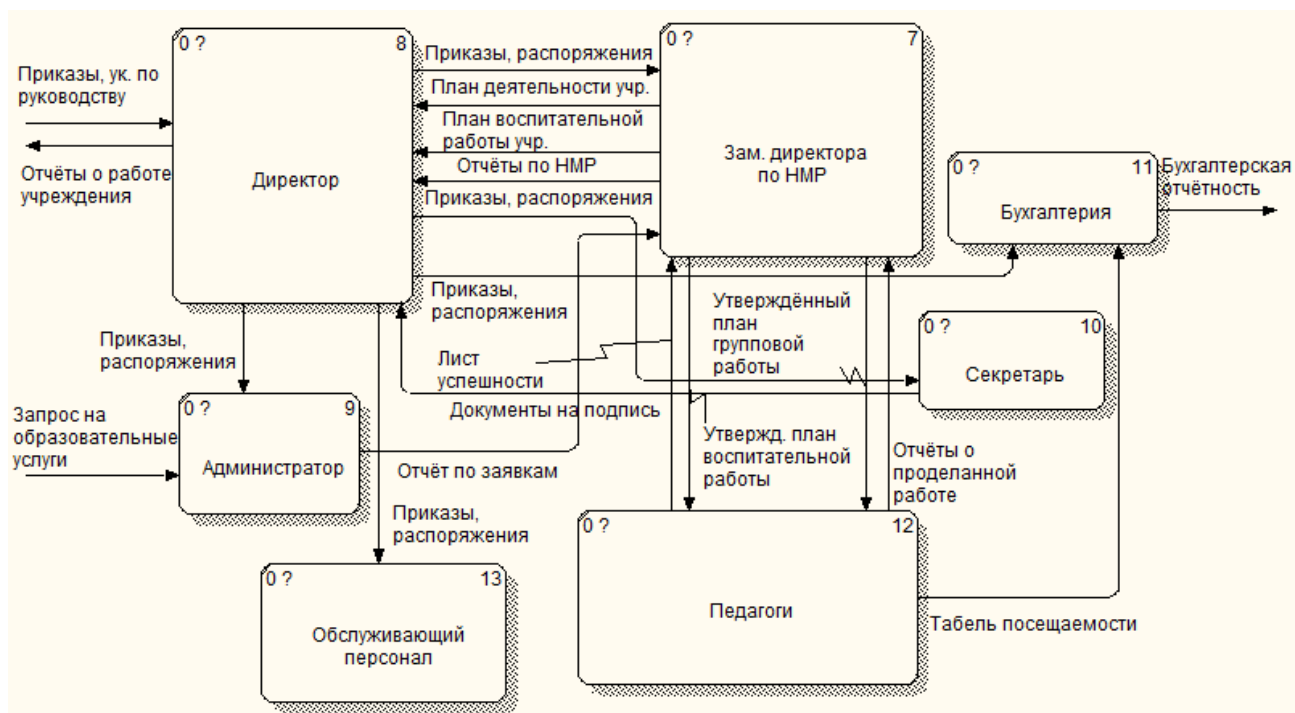 0 ?
8
Директор
0 ?
7
Зам. директора
по НМР
Приказы, ук. по
руководству
Отчёты о работе
учреждения
Приказы, распоряжения
План деятельности учр.
План воспитательной
работы учр.
Отчёты по НМР
Приказы, распоряжения
0 ?
11
Бухгалтерия
Бухгалтерская
отчётность
Приказы,
распоряжения
Утверждённый
план
групповой
работы
0 ?
10
Секретарь
Приказы,
распоряжения
Лист
успешности
Документы на подпись
0 ?
9
Администратор
Запрос на
образовательные
услуги
Отчёт по заявкам
Утвержд. план
воспитательной
работы
Отчёты о
проделанной
работе
Приказы,
распоряжения
0 ?
12
Педагоги
0 ?
13
Обслуживающий
персонал
Табель посещаемости